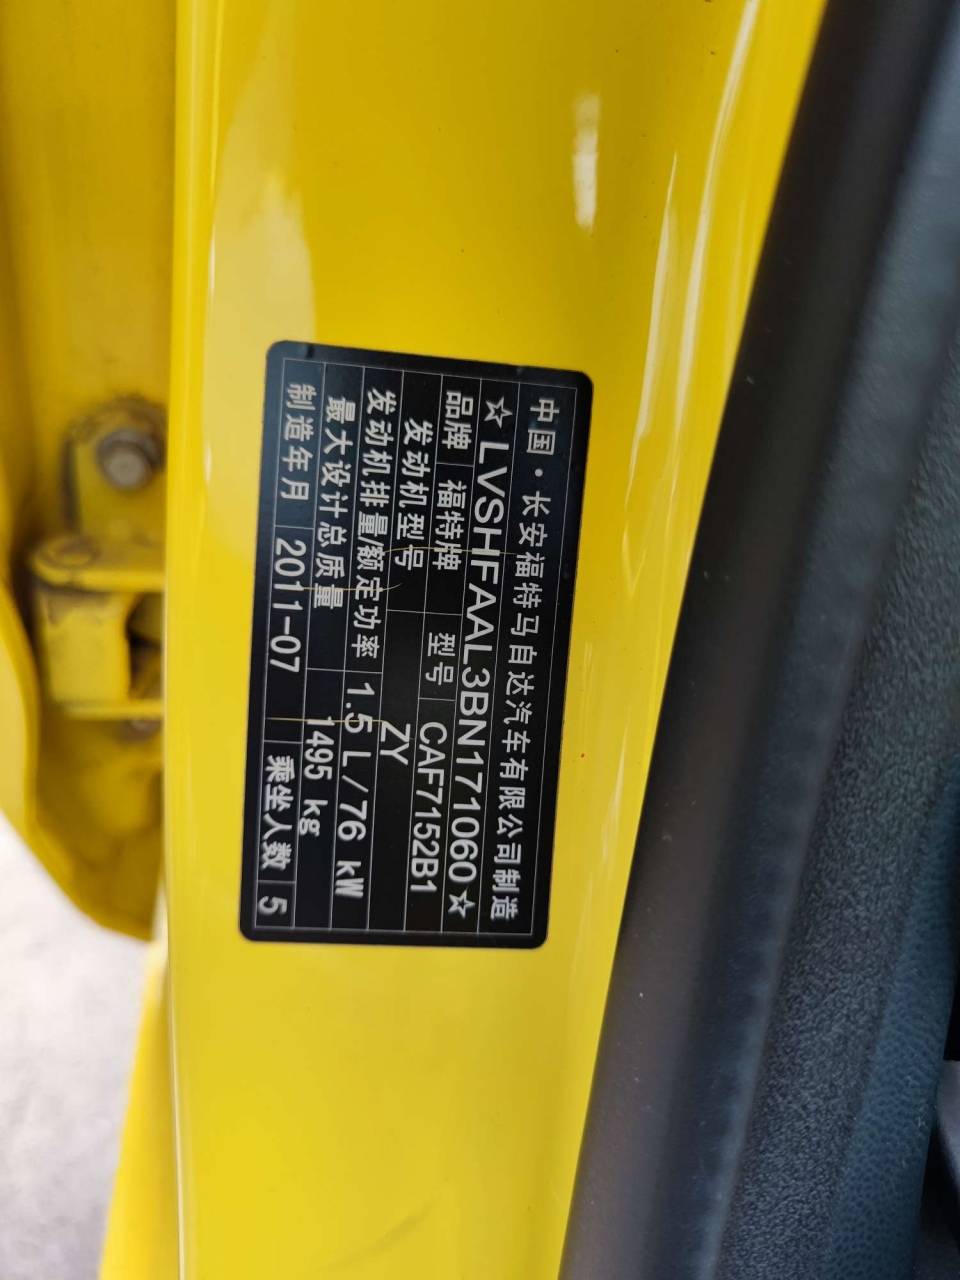 中国·长安福特马自达汽车有限公司制造
☆LVSHFAAL3BN171060☆
品牌 福特牌 型号 CAF7152B1
发动机型号 ZY
发动机排量/额定功率 1.5 L/76 kW
最大设计总质量 1495 kg
制造年月 2011-07 乘坐人数 5